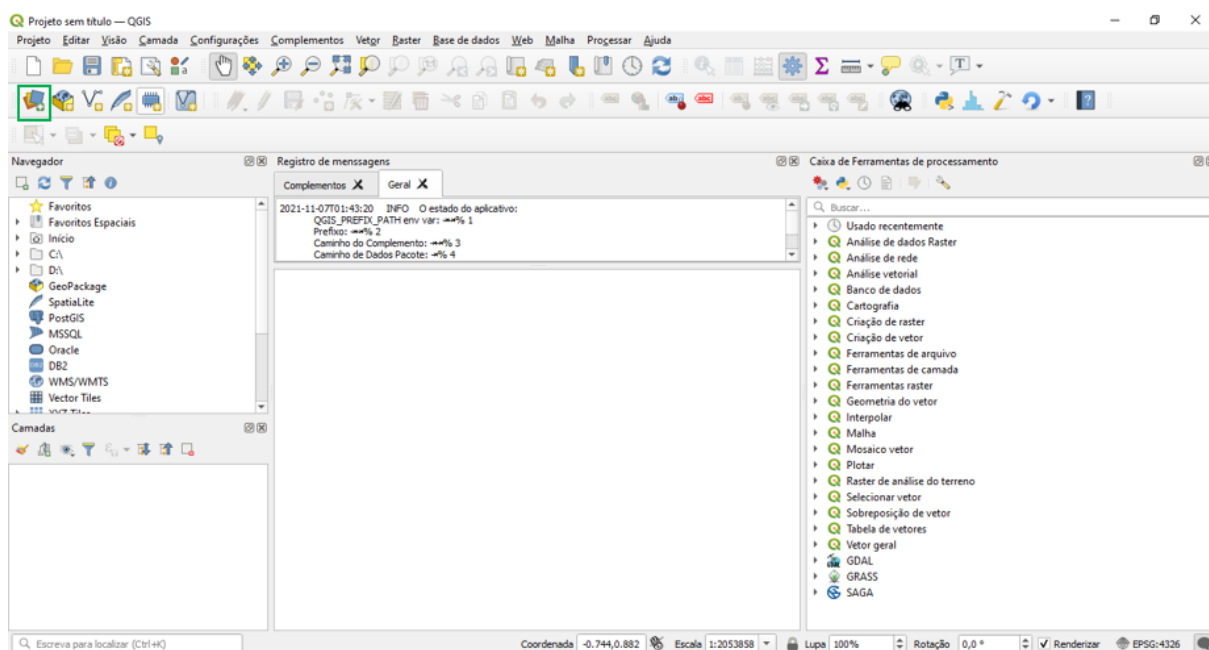 Projeto sem título — QGIS
Projeto Editar Visão Camada Configurações Complementos Vetor Raster Base de dados Web Malha Processar Ajuda
Navegador
Favoritos
Favoritos Espaciais
Início
C:\
D:\
GeoPackage
SpatiaLite
PostGIS
MSSQL
Oracle
DB2
WMS/WMTS
Vector Tiles
XYZ Tiles
Camadas
Escreva para localizar (Ctrl+K)
Registro de menssagens
Complementos Geral
2021-11-07T01:43:20 INFO O estado do aplicativo:
QGIS_PREFIX_PATH env var: % 1
Prefixo: % 2
Caminho do Complemento: % 3
Caminho de Dados Pacote: % 4
Caixa de Ferramentas de processamento
Buscar...
Usado recentemente
Análise de dados Raster
Análise de rede
Análise vetorial
Banco de dados
Cartografia
Criação de raster
Criação de vetor
Ferramentas de arquivo
Ferramentas de camada
Ferramentas raster
Geometria do vetor
Interpolar
Malha
Mosaico vetor
Plotar
Raster de análise do terreno
Selecionar vetor
Sobreposição de vetor
Tabela de vetores
Vetor geral
GDAL
GRASS
SAGA
Coordenada -0.744,0.882 Escala 1:2053858 Lupa 100% Rotação 0,0 ° Renderizar EPSG:4326